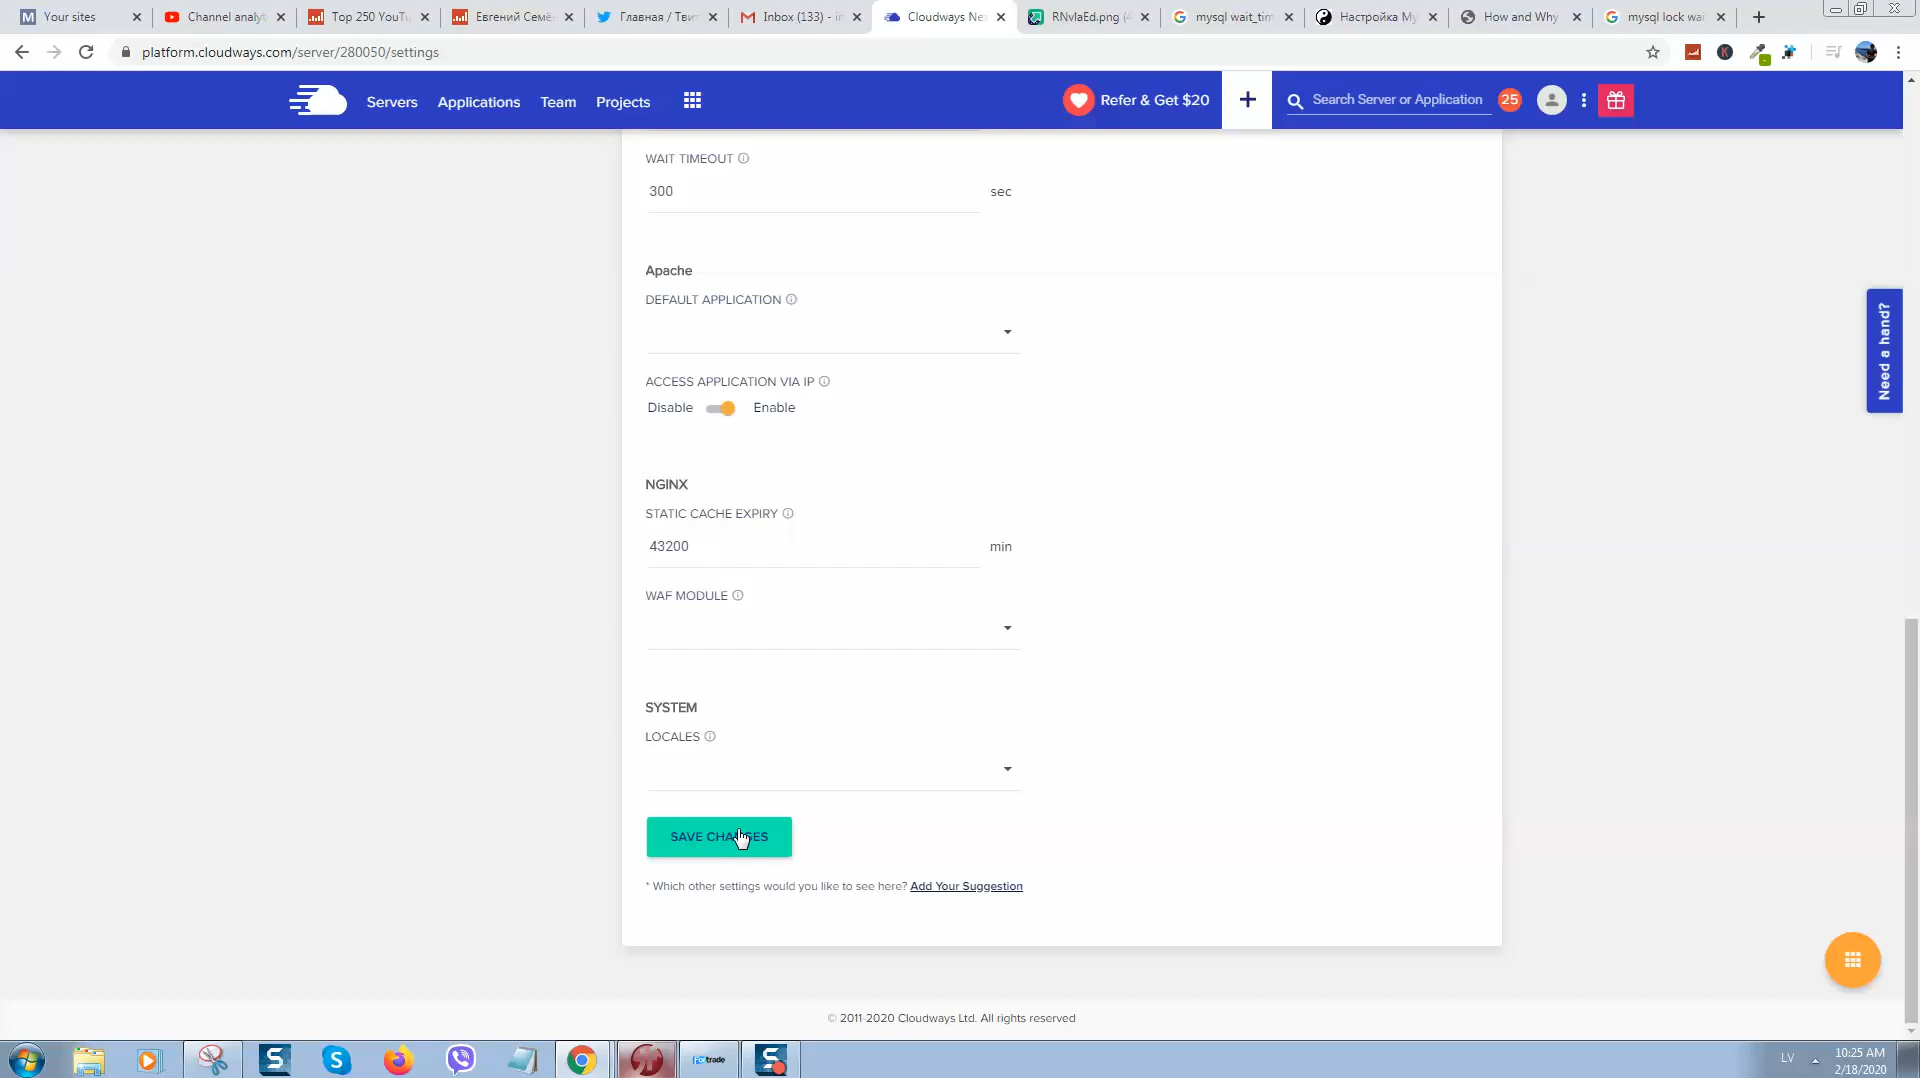 Your sites
Channel analyt
Top 250 YouTu
Евгений Семё
Главная / Тви
Inbox (133) - i
Cloudways Ne
RNvlaEd.png (
mysql wait_tim
Настройка My
How and Why
mysql lock wai
platform.cloudways.com/server/280050/settings
Servers
Applications
Team
Projects
Refer & Get $20
Search Server or Application
25
WAIT TIMEOUT
300
sec
Apache
DEFAULT APPLICATION
ACCESS APPLICATION VIA IP
Disable
Enable
Need a hand?
NGINX
STATIC CACHE EXPIRY
43200
min
WAF MODULE
SYSTEM
LOCALES
SAVE CHANGES
* Which other settings would you like to see here? Add Your Suggestion
© 2011-2020 Cloudways Ltd. All rights reserved
LV
10:25 AM
2/18/2020